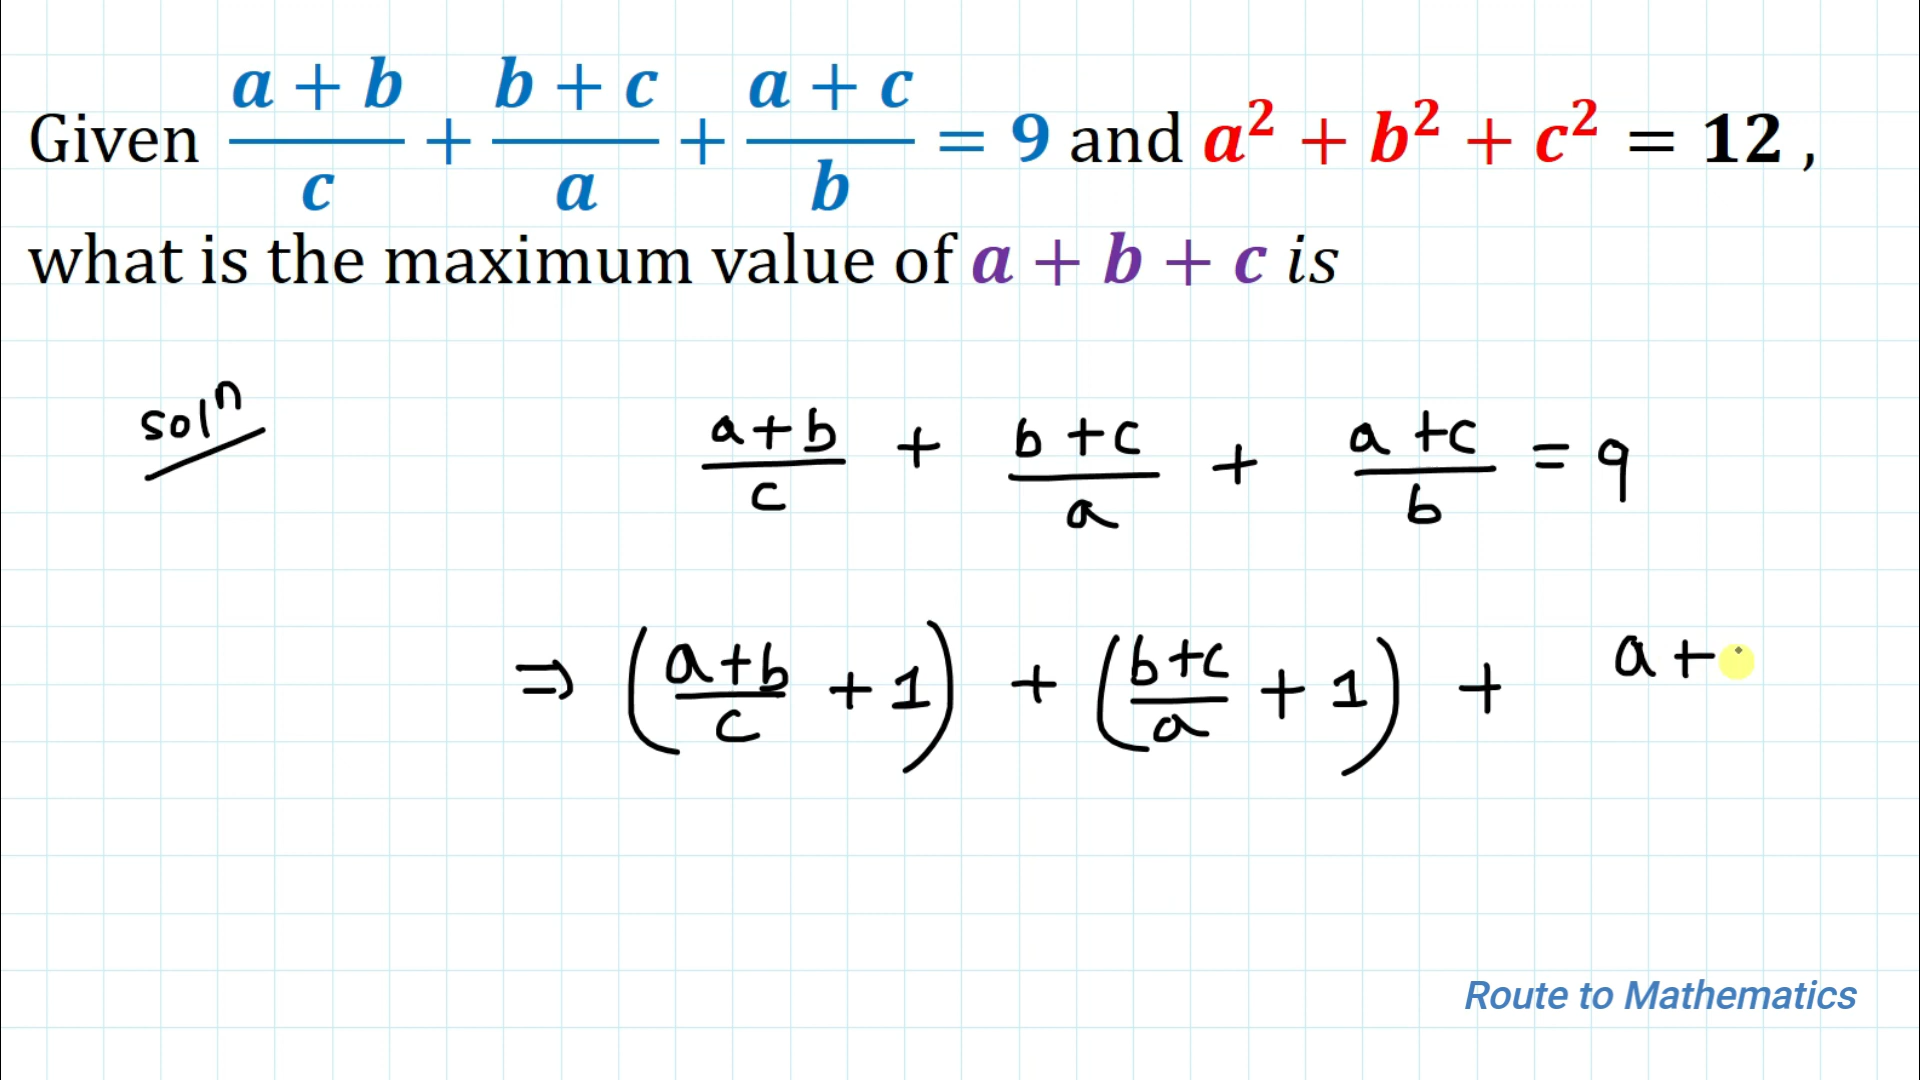 Given (a + b)/c + (b + c)/a + (a + c)/b = 9 and a² + b² + c² = 12 ,
what is the maximum value of a + b + c is
solⁿ
(a+b)/c + (b+c)/a + (a+c)/b = 9
⇒ ((a+b)/c + 1) + ((b+c)/a + 1) + a+
Route to Mathematics